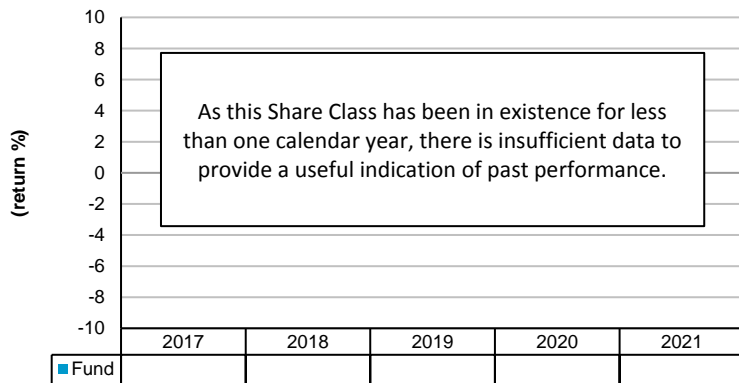 10
8
6
4
2
0
-2
-4
-6
-8
-10
(return %)
As this Share Class has been in existence for less
than one calendar year, there is insufficient data to
provide a useful indication of past performance.
2017 2018 2019 2020 2021
Fund